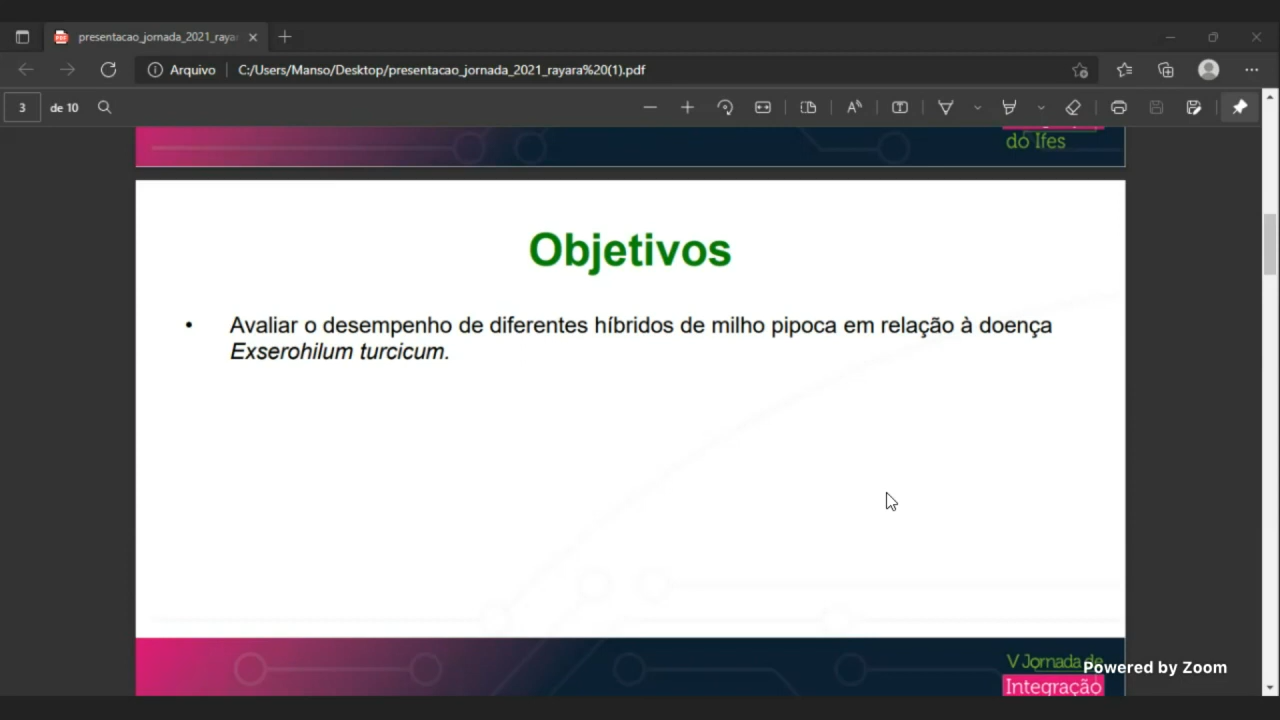 presentacao_jornada_2021_raya
Arquivo
C:/Users/Manso/Desktop/presentacao_jornada_2021_rayara%20(1).pdf
3 de 10
do Ifes
Objetivos
• Avaliar o desempenho de diferentes híbridos de milho pipoca em relação à doença
Exserohilum turcicum.
V Jornada de
Powered by Zoom
Integração